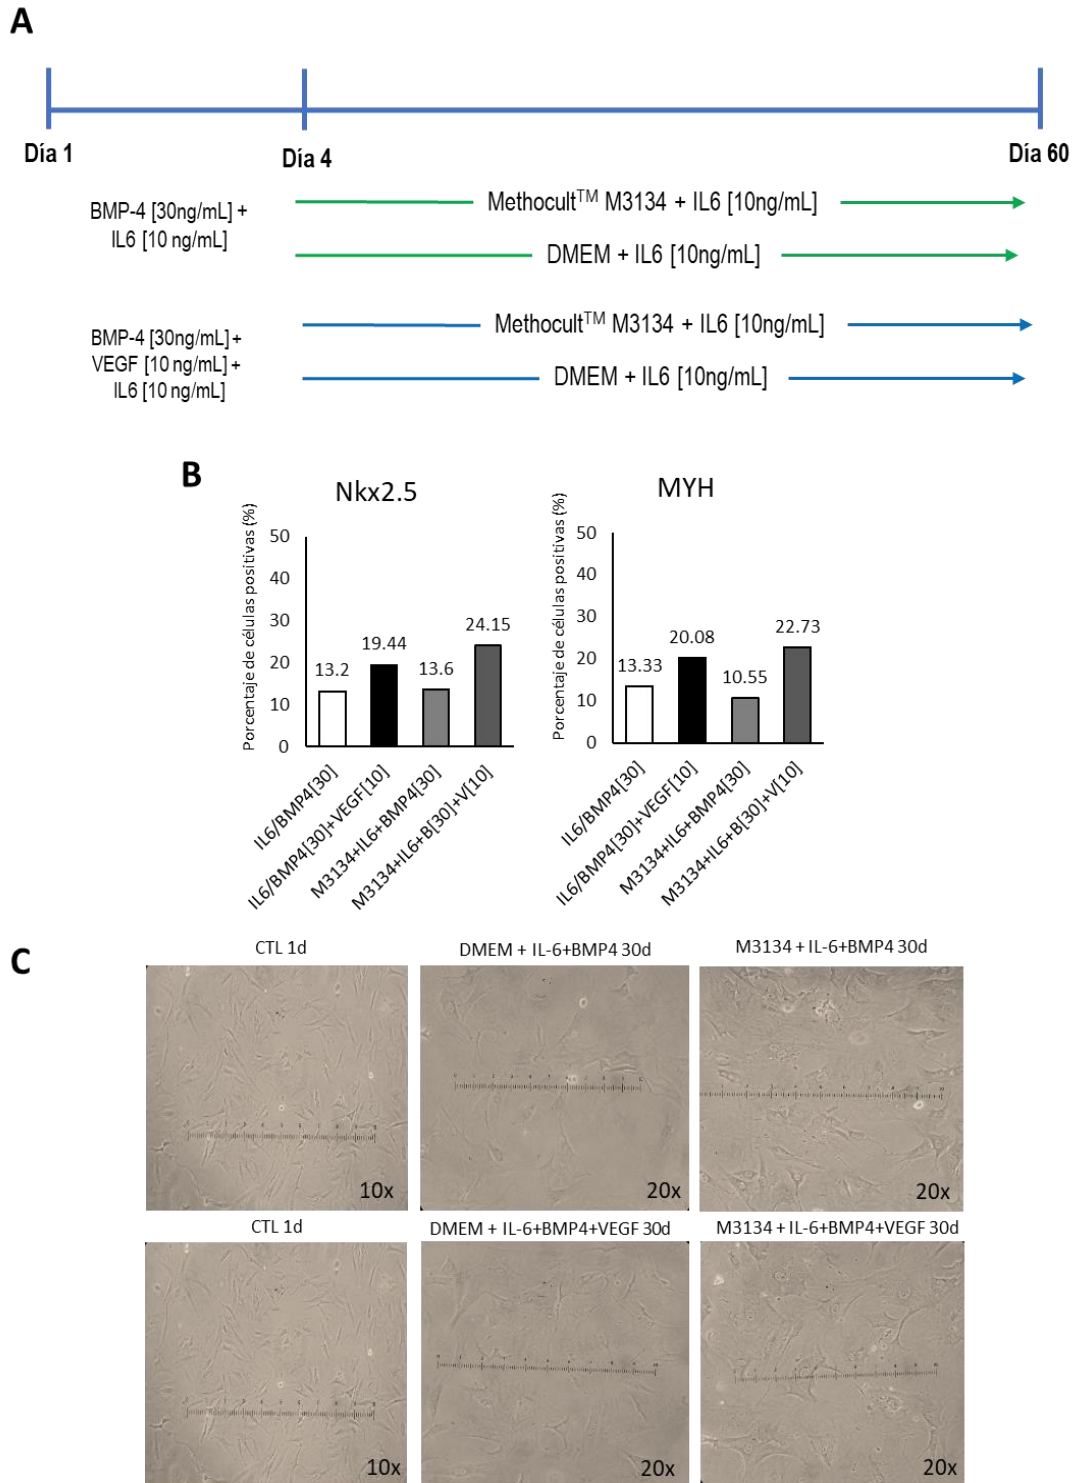 A
Día 1
Día 4
Día 60
BMP-4 [30ng/mL] +
IL6 [10 ng/mL]
Methocult™ M3134 + IL6 [10ng/mL]
DMEM + IL6 [10ng/mL]
BMP-4 [30ng/mL] +
VEGF [10 ng/mL] +
IL6 [10 ng/mL]
Methocult™ M3134 + IL6 [10ng/mL]
DMEM + IL6 [10ng/mL]
B
Nkx2.5
Porcentaje de células positivas (%)
50
40
30
20
10
0
13.2
19.44
13.6
24.15
IL6/BMP4[30]
IL6/BMP4[30]+VEGF[10]
M3134+IL6+BMP4[30]
M3134+IL6+B[30]+V[10]
MYH
Porcentaje de células positivas (%)
50
40
30
20
10
0
13.33
20.08
10.55
22.73
IL6/BMP4[30]
IL6/BMP4[30]+VEGF[10]
M3134+IL6+BMP4[30]
M3134+IL6+B[30]+V[10]
C
CTL 1d
DMEM + IL-6+BMP4 30d
M3134 + IL-6+BMP4 30d
10x
20x
20x
CTL 1d
DMEM + IL-6+BMP4+VEGF 30d
M3134 + IL-6+BMP4+VEGF 30d
10x
20x
20x